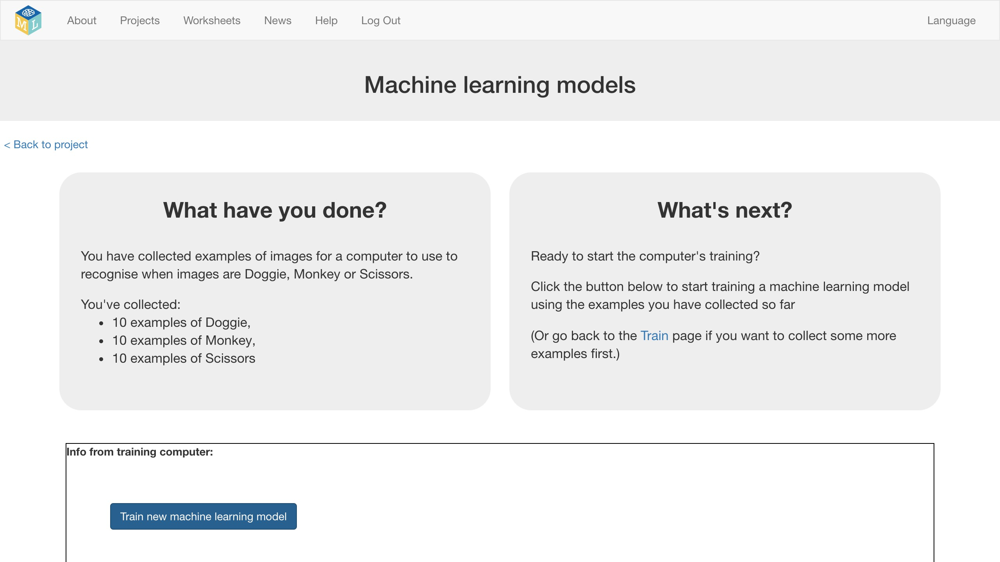 M L
About Projects Worksheets News Help Log Out Language
Machine learning models
< Back to project
What have you done?
You have collected examples of images for a computer to use to
recognise when images are Doggie, Monkey or Scissors.
You've collected:
• 10 examples of Doggie,
• 10 examples of Monkey,
• 10 examples of Scissors
What's next?
Ready to start the computer's training?
Click the button below to start training a machine learning model
using the examples you have collected so far
(Or go back to the Train page if you want to collect some more
examples first.)
Info from training computer:
Train new machine learning model